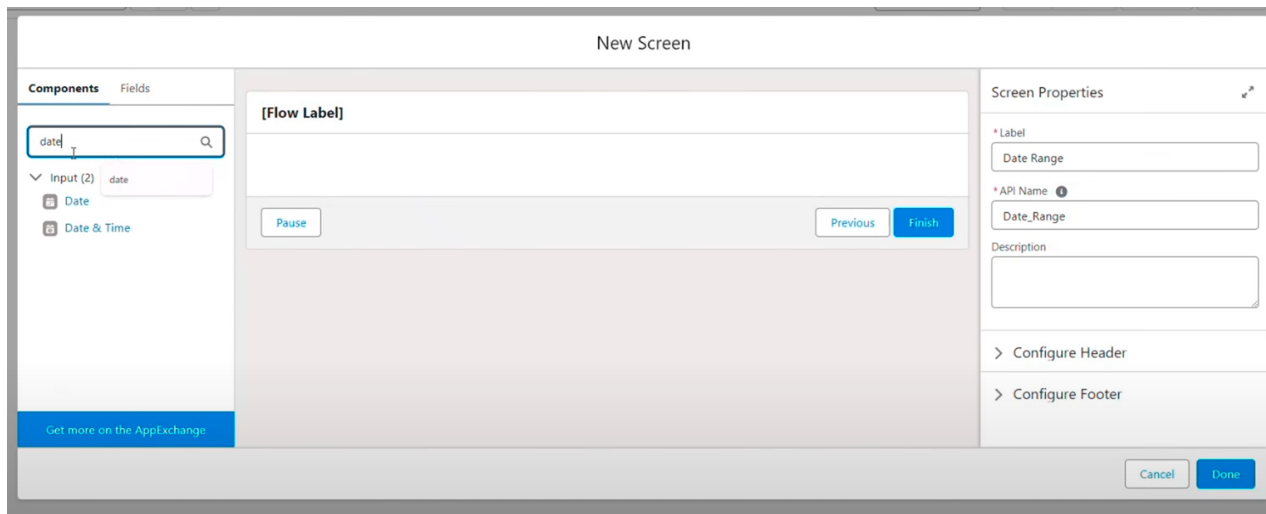 New Screen
Components Fields
date
Input (2)
date
Date
Date & Time
Get more on the AppExchange
[Flow Label]
Pause
Previous
Finish
Screen Properties
* Label
Date Range
* API Name
Date_Range
Description
Configure Header
Configure Footer
Cancel
Done